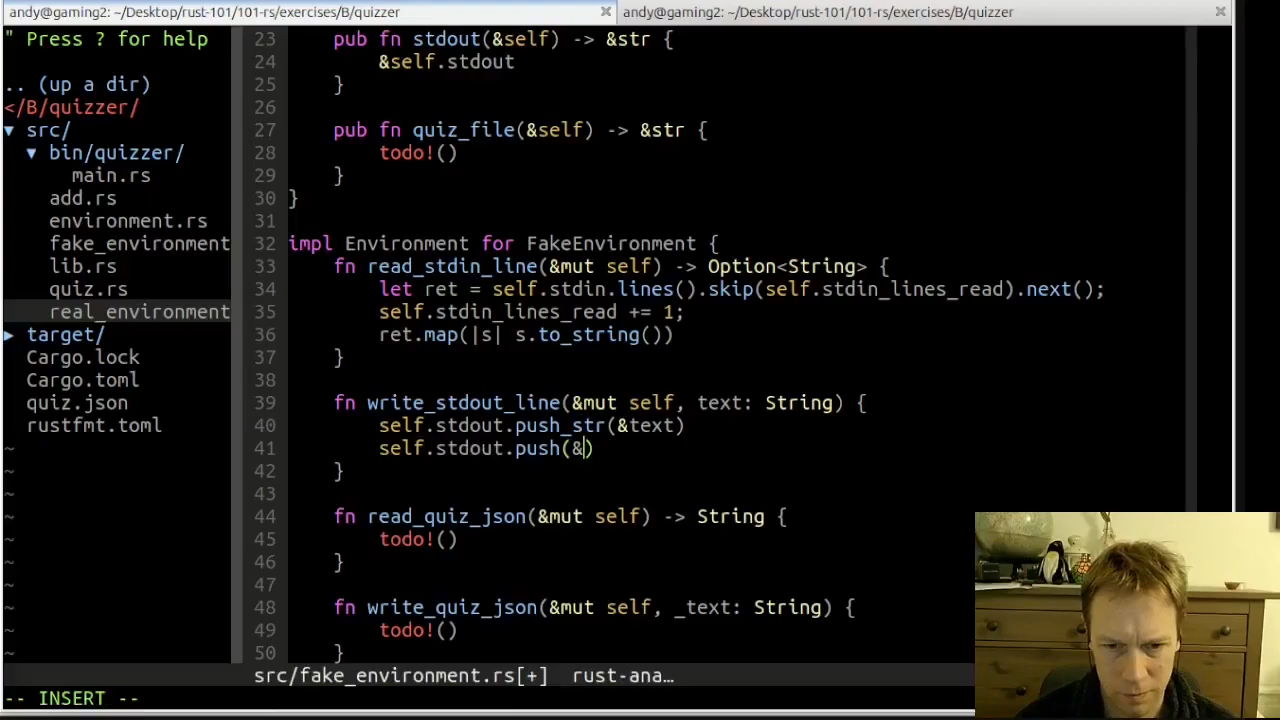 andy@gaming2: ~/Desktop/rust-101/101-rs/exercises/B/quizzer × andy@gaming2: ~/Desktop/rust-101/101-rs/exercises/B/quizzer ×
" Press ? for help
.. (up a dir)
</B/quizzer/
▼ src/
▼ bin/quizzer/
main.rs
add.rs
environment.rs
fake_environment
lib.rs
quiz.rs
real_environment
▶ target/
Cargo.lock
Cargo.toml
quiz.json
rustfmt.toml
~
~
~
~
~
~
~
~
~
~
23 pub fn stdout(&self) -> &str {
24 &self.stdout
25 }
26
27 pub fn quiz_file(&self) -> &str {
28 todo!()
29 }
30 }
31
32 impl Environment for FakeEnvironment {
33 fn read_stdin_line(&mut self) -> Option<String> {
34 let ret = self.stdin.lines().skip(self.stdin_lines_read).next();
35 self.stdin_lines_read += 1;
36 ret.map(|s| s.to_string())
37 }
38
39 fn write_stdout_line(&mut self, text: String) {
40 self.stdout.push_str(&text)
41 self.stdout.push(&)
42 }
43
44 fn read_quiz_json(&mut self) -> String {
45 todo!()
46 }
47
48 fn write_quiz_json(&mut self, _text: String) {
49 todo!()
50 }
src/fake_environment.rs[+] rust-ana…
-- INSERT --